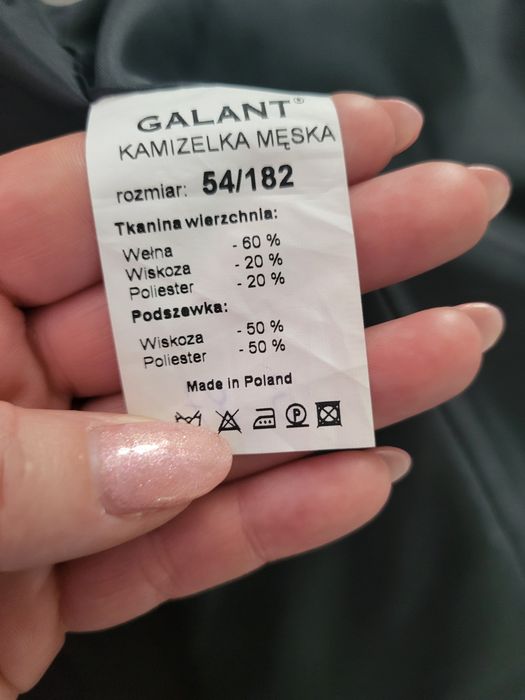 GALANT®
KAMIZELKA MĘSKA
rozmiar: 54/182
Tkanina wierzchnia:
Wełna - 60 %
Wiskoza - 20 %
Poliester - 20 %
Podszewka:
Wiskoza - 50 %
Poliester - 50 %
Made in Poland
P